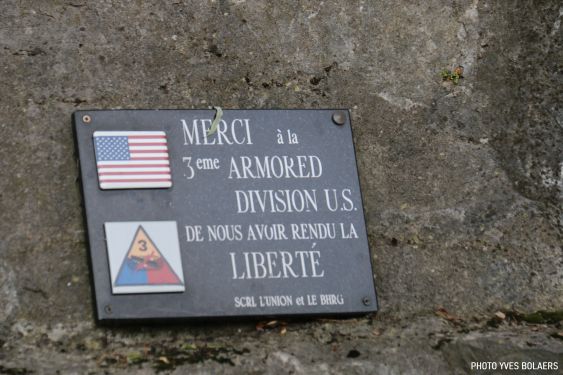 MERCI à la
3eme ARMORED
DIVISION U.S.
DE NOUS AVOIR RENDU LA
LIBERTÉ
SCRL L'UNION et LE BHRG
3
PHOTO YVES BOLAERS